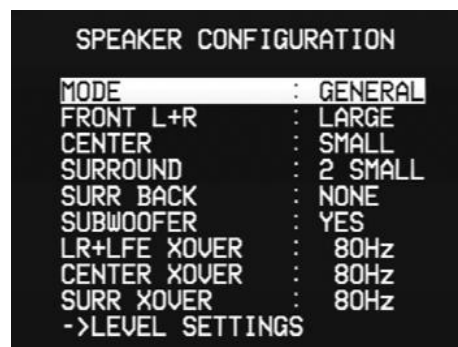 SPEAKER CONFIGURATION
MODE : GENERAL
FRONT L+R : LARGE
CENTER : SMALL
SURROUND : 2 SMALL
SURR BACK : NONE
SUBWOOFER : YES
LR+LFE XOVER : 80Hz
CENTER XOVER : 80Hz
SURR XOVER : 80Hz
->LEVEL SETTINGS